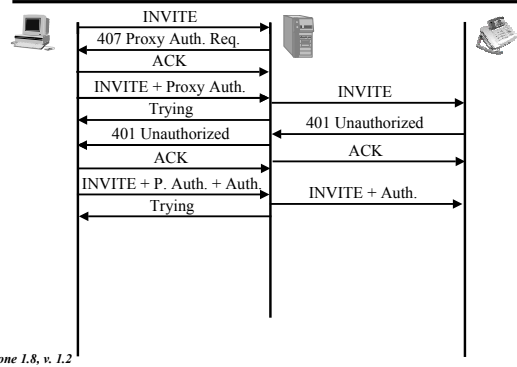 INVITE
407 Proxy Auth. Req.
ACK
INVITE + Proxy Auth.
INVITE
Trying
401 Unauthorized
401 Unauthorized
ACK
ACK
INVITE + P. Auth. + Auth.
INVITE + Auth.
Trying
one 1.8, v. 1.2